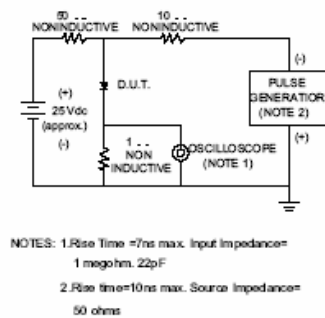 50 -- 10 --
NONINDUCTIVE NONINDUCTIVE
(+)
25 Vdc
(approx.)
(-)
D.U.T.
1 --
NON
INDUCTIVE
OSCILLOSCOPE
(NOTE 1)
(-)
PULSE
GENERATIOR
(NOTE 2)
(+)
NOTES: 1.Rise Time =7ns max. Input Impedance=
1 megohm. 22pF
2.Rise time=10ns max. Source Impedance=
50 ohms